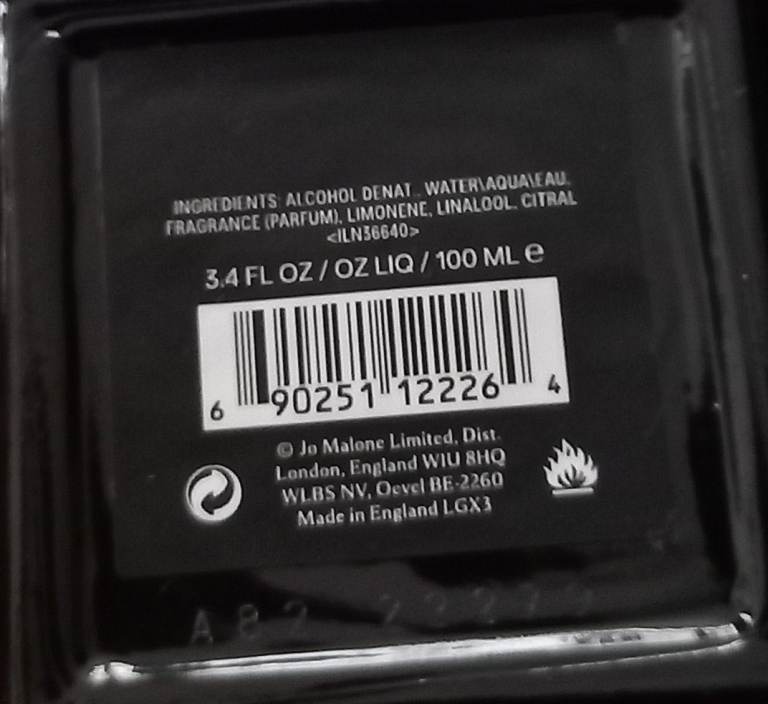 INGREDIENTS: ALCOHOL DENAT., WATER\AQUA\EAU,
FRAGRANCE (PARFUM), LIMONENE, LINALOOL, CITRAL
<ILN36640>
3.4 FL OZ / OZ LIQ / 100 ML e
6 90251 12226 4
© Jo Malone Limited, Dist.
London, England W1U 8HQ
WLBS NV, Oevel BE-2260
Made in England LGX3
A82